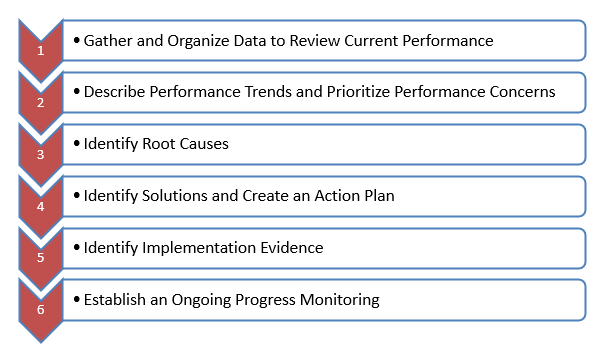 1 • Gather and Organize Data to Review Current Performance
2 • Describe Performance Trends and Prioritize Performance Concerns
3 • Identify Root Causes
4 • Identify Solutions and Create an Action Plan
5 • Identify Implementation Evidence
6 • Establish an Ongoing Progress Monitoring